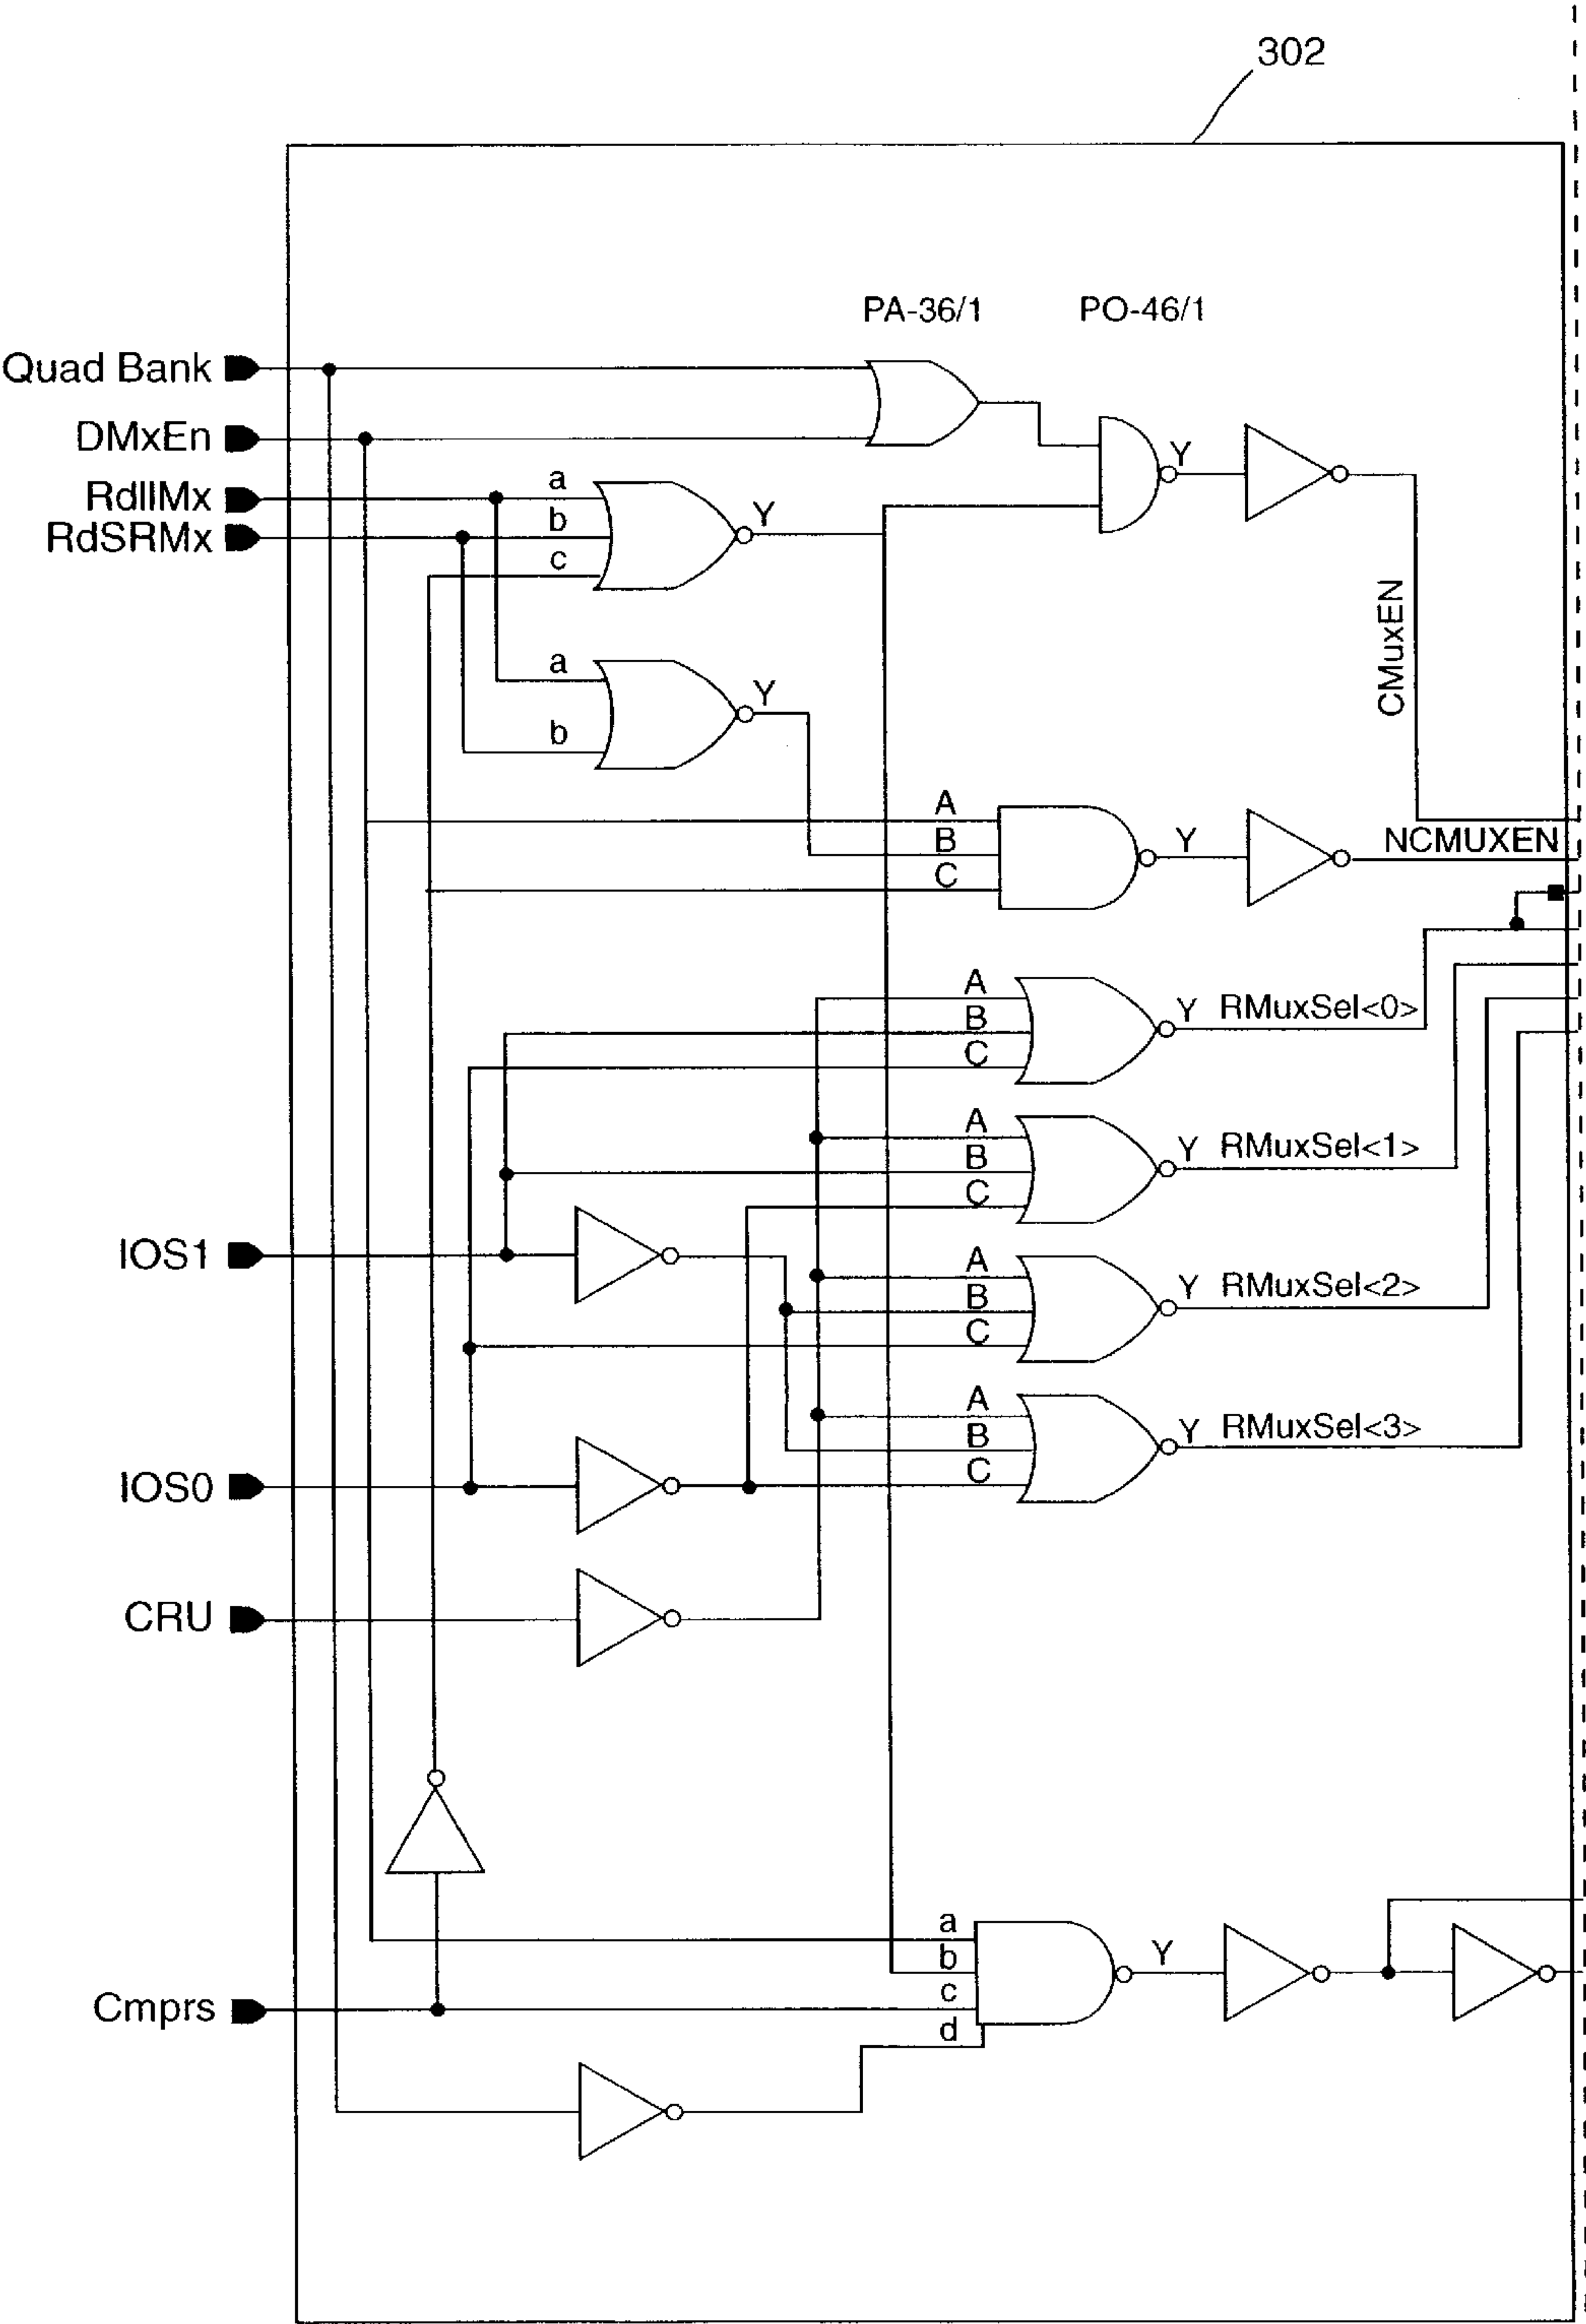 302
PA-36/1 PO-46/1
Quad Bank
DMxEn
RdIIMx
RdSRMx
a
b
c
Y
Y
CMuxEN
a
b
Y
A
B
C
Y
NCMUXEN
A
B
C
Y RMuxSel<0>
A
B
C
Y RMuxSel<1>
IOS1
A
B
C
Y RMuxSel<2>
A
B
C
Y RMuxSel<3>
IOS0
CRU
a
b
c
d
Y
Cmprs